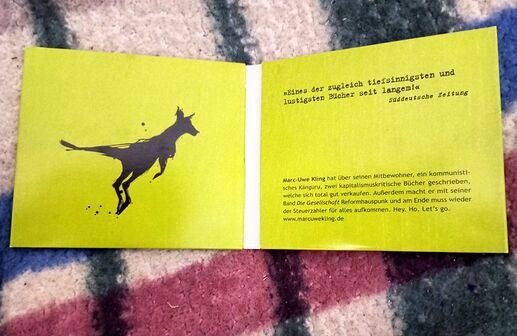 »Eines der zugleich tiefsinnigsten und
lustigsten Bücher seit langem!«
Süddeutsche Zeitung
Marc-Uwe Kling hat über seinen Mitbewohner, ein kommunisti-
sches Känguru, zwei kapitalismuskritische Bücher geschrieben,
welche sich total gut verkaufen. Außerdem macht er mit seiner
Band Die Gesellschaft Reformhauspunk und am Ende muss wieder
der Steuerzahler für alles aufkommen. Hey. Ho. Let's go.
www.marcuwekling.de